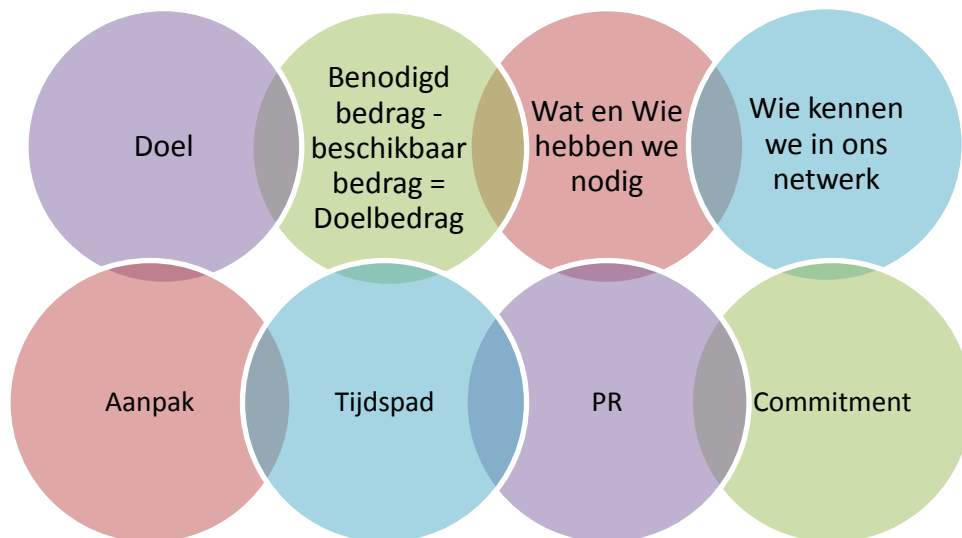 Doel
Benodigd
bedrag -
beschikbaar
bedrag =
Doelbedrag
Wat en Wie
hebben we
nodig
Wie kennen
we in ons
netwerk
Aanpak
Tijdspad
PR
Commitment